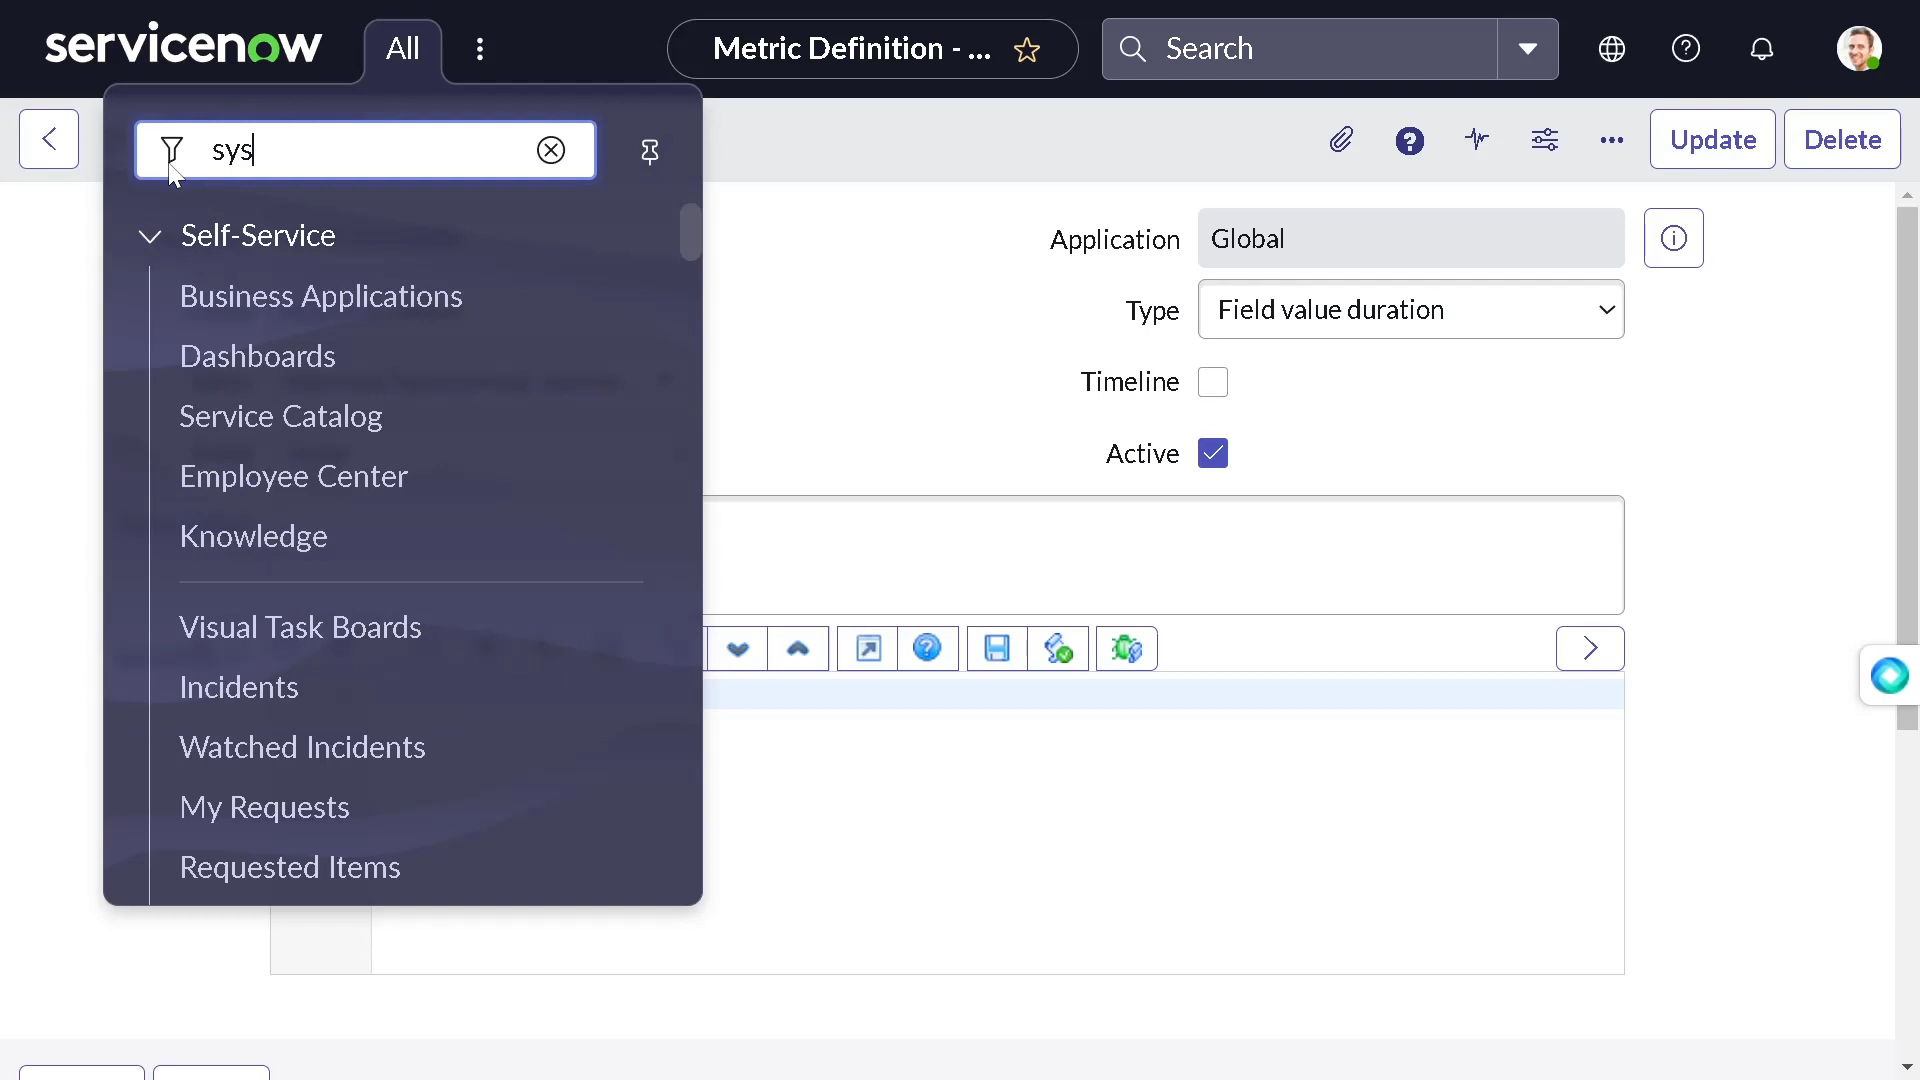 servicenow
All
Metric Definition - ...
Search
sys
Update
Delete
Self-Service
Business Applications
Dashboards
Service Catalog
Employee Center
Knowledge
Visual Task Boards
Incidents
Watched Incidents
My Requests
Requested Items
Application
Global
Type
Field value duration
Timeline
Active